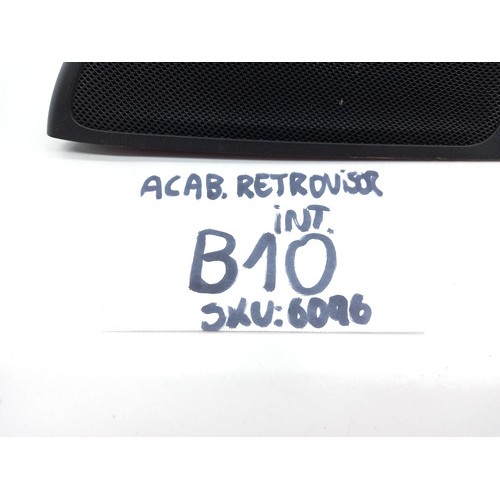 ACAB. RETROVISOR
INT.
B10
SKU: 6096